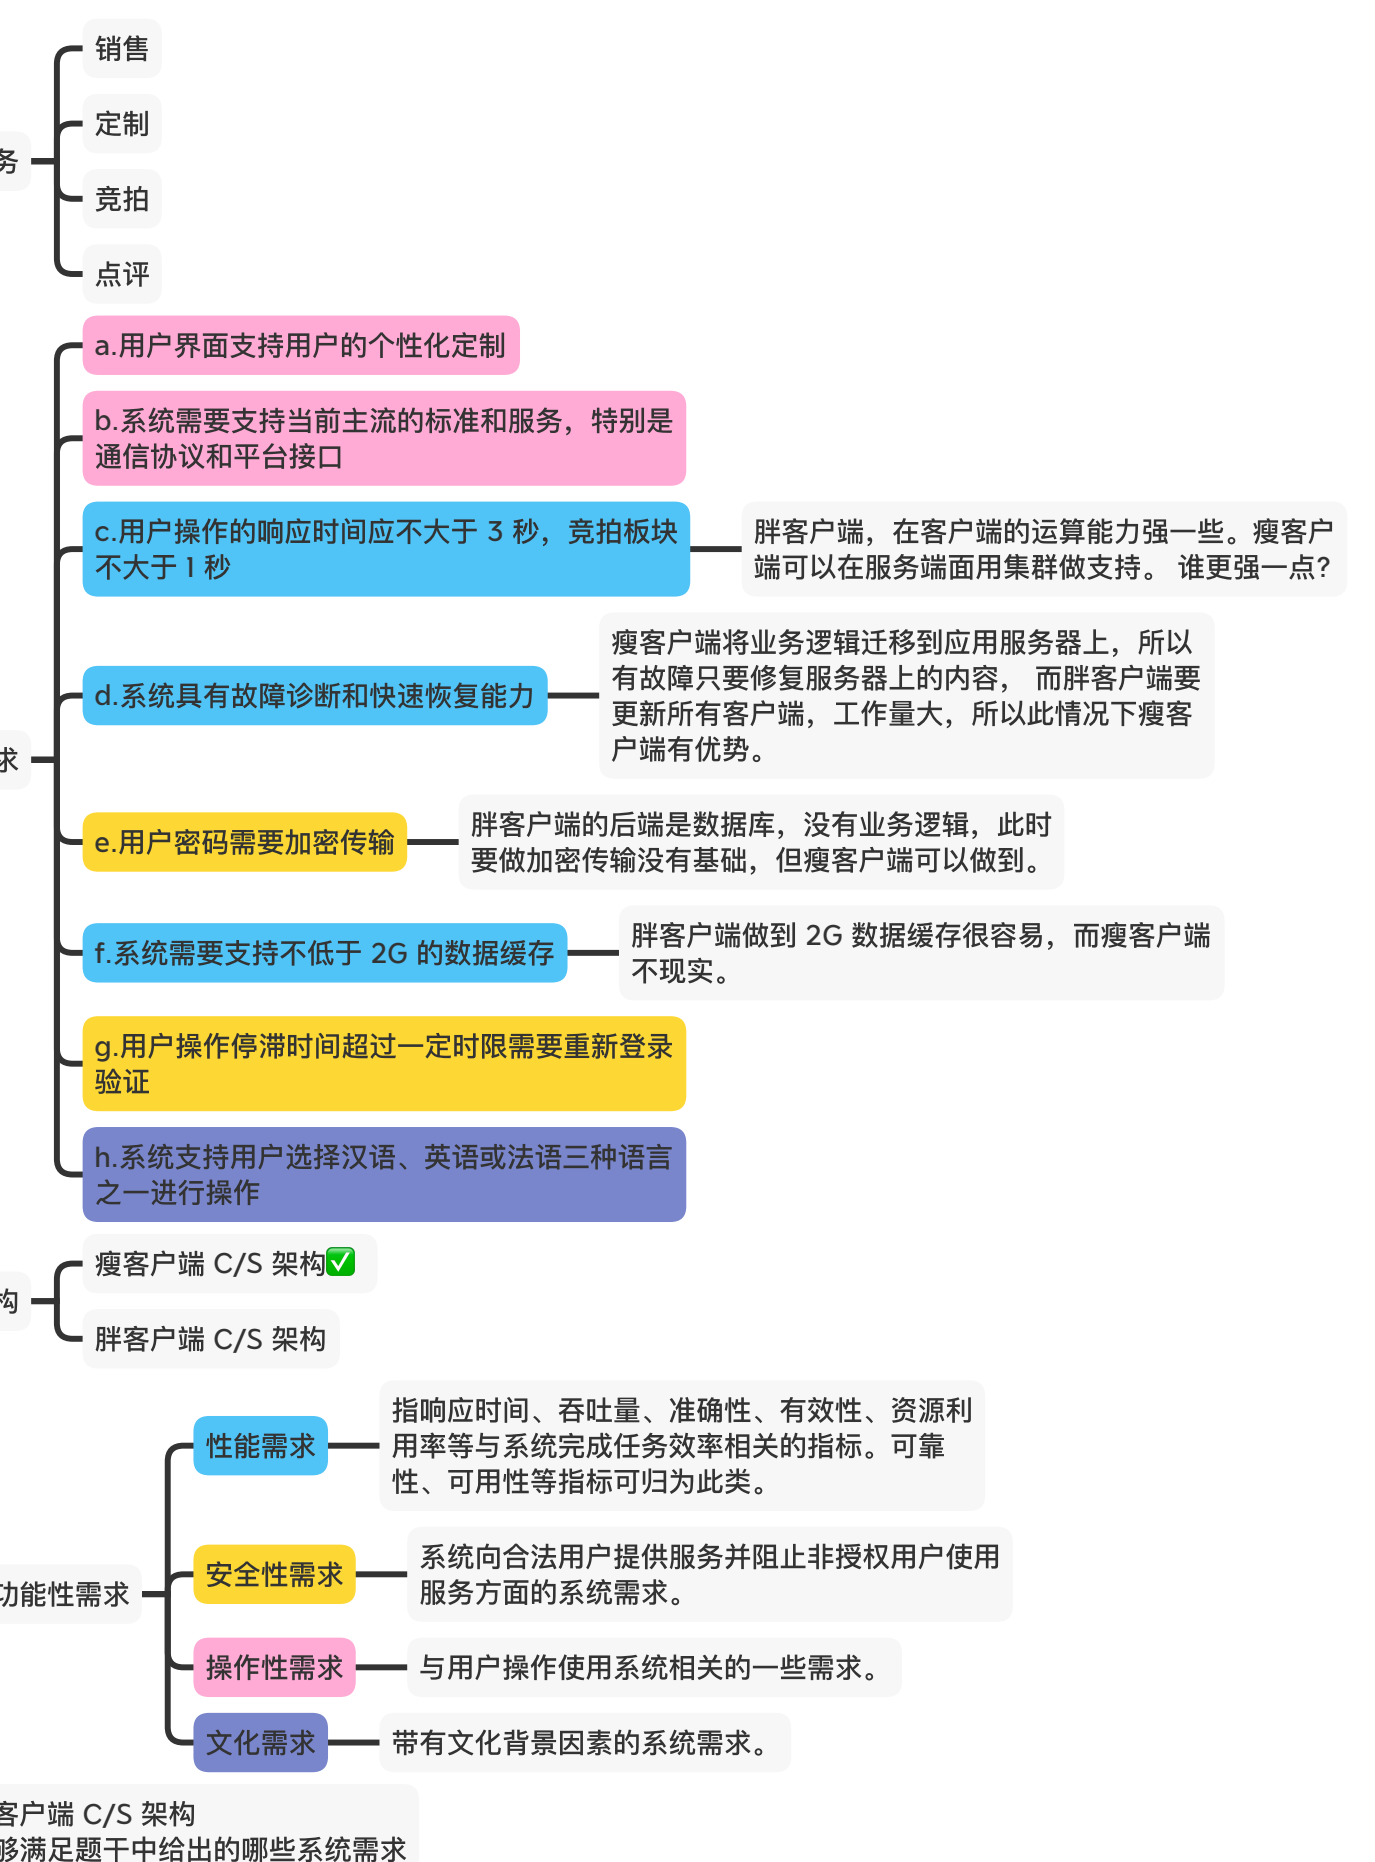 销售
定制
务
竞拍
点评
a.用户界面支持用户的个性化定制
b.系统需要支持当前主流的标准和服务，特别是
通信协议和平台接口
c.用户操作的响应时间应不大于 3 秒，竞拍板块
不大于 1 秒
胖客户端，在客户端的运算能力强一些。瘦客户
端可以在服务端面用集群做支持。 谁更强一点?
d.系统具有故障诊断和快速恢复能力
瘦客户端将业务逻辑迁移到应用服务器上，所以
有故障只要修复服务器上的内容， 而胖客户端要
更新所有客户端，工作量大，所以此情况下瘦客
户端有优势。
求
e.用户密码需要加密传输
胖客户端的后端是数据库，没有业务逻辑，此时
要做加密传输没有基础，但瘦客户端可以做到。
f.系统需要支持不低于 2G 的数据缓存
胖客户端做到 2G 数据缓存很容易，而瘦客户端
不现实。
g.用户操作停滞时间超过一定时限需要重新登录
验证
h.系统支持用户选择汉语、英语或法语三种语言
之一进行操作
瘦客户端 C/S 架构✅
构
胖客户端 C/S 架构
性能需求
指响应时间、吞吐量、准确性、有效性、资源利
用率等与系统完成任务效率相关的指标。可靠
性、可用性等指标可归为此类。
安全性需求
系统向合法用户提供服务并阻止非授权用户使用
服务方面的系统需求。
功能性需求
操作性需求
与用户操作使用系统相关的一些需求。
文化需求
带有文化背景因素的系统需求。
客户端 C/S 架构
够满足题干中给出的哪些系统需求